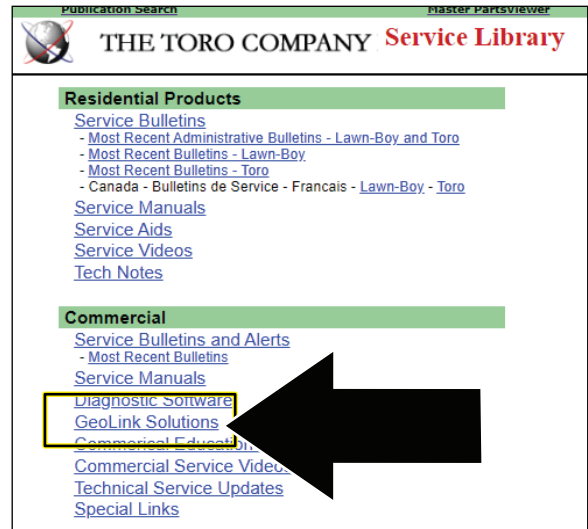 Publication Search Master PartsViewer
THE TORO COMPANY Service Library
Residential Products
Service Bulletins
- Most Recent Administrative Bulletins - Lawn-Boy and Toro
- Most Recent Bulletins - Lawn-Boy
- Most Recent Bulletins - Toro
- Canada - Bulletins de Service - Francais - Lawn-Boy - Toro
Service Manuals
Service Aids
Service Videos
Tech Notes
Commercial
Service Bulletins and Alerts
- Most Recent Bulletins
Service Manuals
Diagnostic Software
GeoLink Solutions
Commerical Education
Commercial Service Videos
Technical Service Updates
Special Links